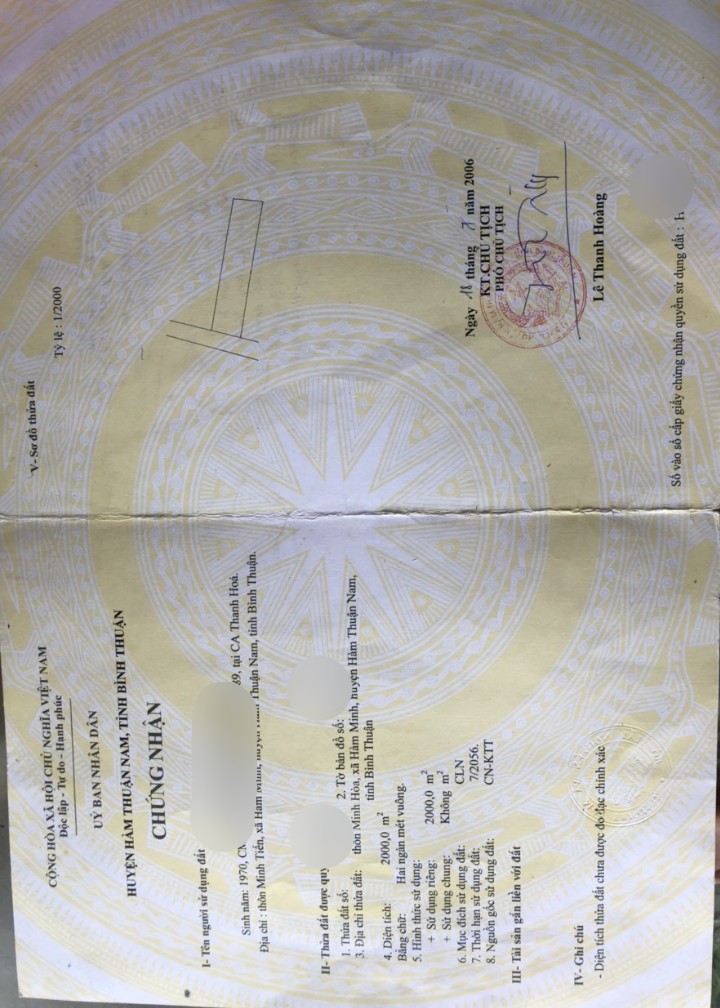 CỘNG HÒA XÃ HỘI CHỦ NGHĨA VIỆT NAM
Độc lập - Tự do - Hạnh phúc
UỶ BAN NHÂN DÂN
HUYỆN HÀM THUẬN NAM, TỈNH BÌNH THUẬN
CHỨNG NHẬN
I- Tên người sử dụng đất
Sinh năm: 1970, CM 69, tại CA Thanh Hoá.
Địa chỉ : thôn Minh Tiến, xã Hàm Minh, huyện Hàm Thuận Nam, tỉnh Bình Thuận.
II- Thửa đất được quy
1. Thửa đất số: 2. Tờ bản đồ số:
3. Địa chỉ thửa đất: thôn Minh Hòa, xã Hàm Minh, huyện Hàm Thuận Nam,
tỉnh Bình Thuận
4. Diện tích: 2000,0 m²
Bằng chữ: Hai ngàn mét vuông.
5. Hình thức sử dụng:
+ Sử dụng riêng: 2000,0 m²
+ Sử dụng chung: Không m²
6. Mục đích sử dụng đất: CLN
7. Thời hạn sử dụng đất: 7/2056.
8. Nguồn gốc sử dụng đất: CN-KTT
III- Tài sản gắn liền với đất
IV- Ghi chú
- Diện tích thửa đất chưa được đo đạc chính xác
V- Sơ đồ thửa đất
Tỷ lệ : 1/2000
Ngày 18 tháng 7 năm 2006
KT.CHỦ TỊCH
PHÓ CHỦ TỊCH
Lê Thanh Hoàng
Số vào sổ cấp giấy chứng nhận quyền sử dụng đất :